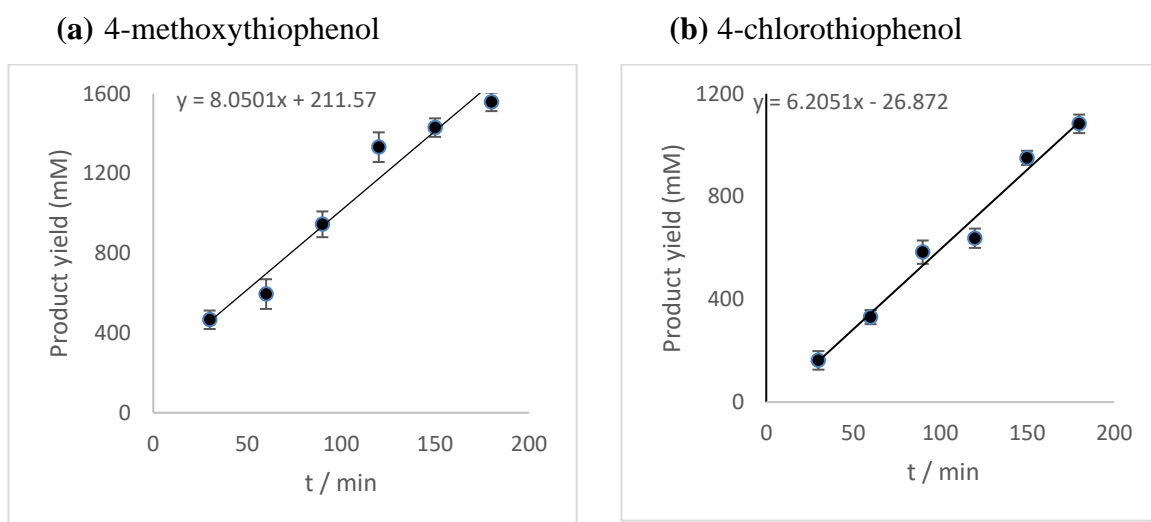 (a) 4-methoxythiophenol
y = 8.0501x + 211.57
1600
1200
800
400
0
Product yield (mM)
0 50 100 150 200
t / min
(b) 4-chlorothiophenol
y = 6.2051x - 26.872
1200
800
400
0
Product yield (mM)
0 50 100 150 200
t / min